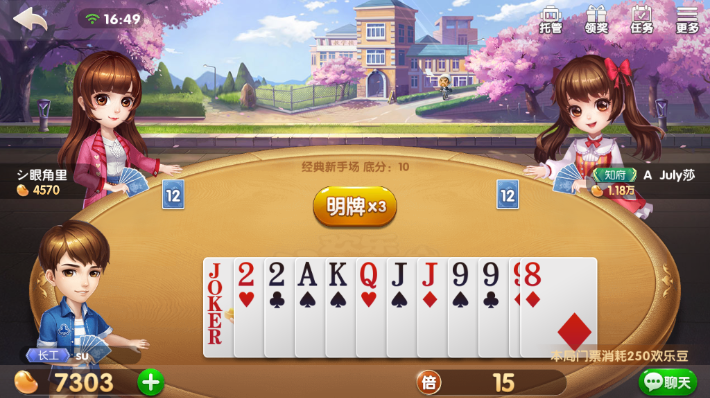 16:49
托管 领奖 任务 更多
シ眼角里
4570
经典新手场 底分：10
知府 A July莎
1.18万
12
明牌x3
12
JOKER 2 2 A K Q J J 9 9 9 8
长工 su
本局门票消耗250欢乐豆
7303
倍 15
聊天